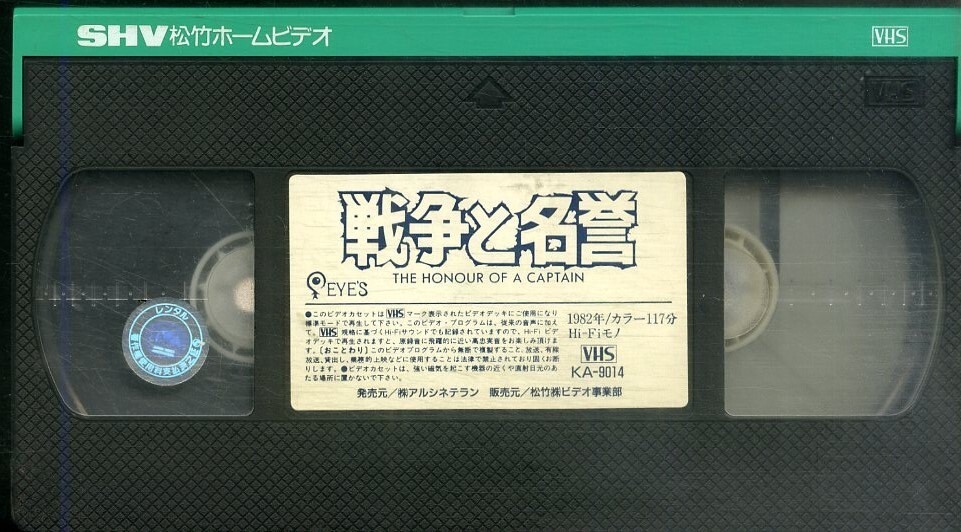 SHV 松竹ホームビデオ
VHS
戦争と名誉
THE HONOUR OF A CAPTAIN
EYE'S
●このビデオカセットはVHSマーク表示されたビデオデッキにご使用になり
標準モードで再生して下さい。このビデオ・プログラムは、従来の音声に加え
て、VHS規格に基づくHi-Fiサウンドでも記録されていますので、Hi-Fiビデ
オデッキで再生されますと、原録音に飛躍的に近い高忠実音をお楽しみ頂けま
す。【おことわり】このビデオプログラムから無断で複製すること、放送、有線
放送、貸出し、業務的上映などに使用することは法律で禁止されており固くお断
りします。●ビデオカセットは、強い磁気を起こす機器の近くや直射日光のあ
たる場所に置かないで下さい。
1982年/カラー117分
Hi-Fiモノ
VHS
KA-9014
発売元/㈱アルシネテラン 販売元/松竹㈱ビデオ事業部
レンタル